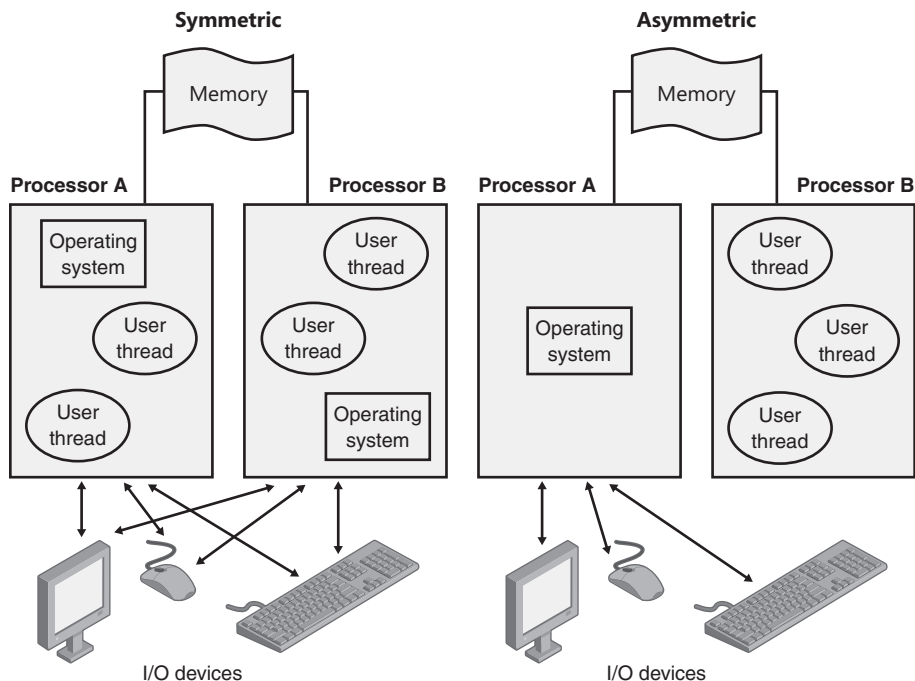 Symmetric
Memory
Processor A
Processor B
Operating
system
User
thread
User
thread
User
thread
User
thread
Operating
system
I/O devices
Asymmetric
Memory
Processor A
Processor B
Operating
system
User
thread
User
thread
User
thread
I/O devices